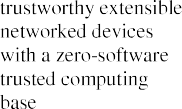 trustworthy extensible
networked devices
with a zero-software
trusted computing
base